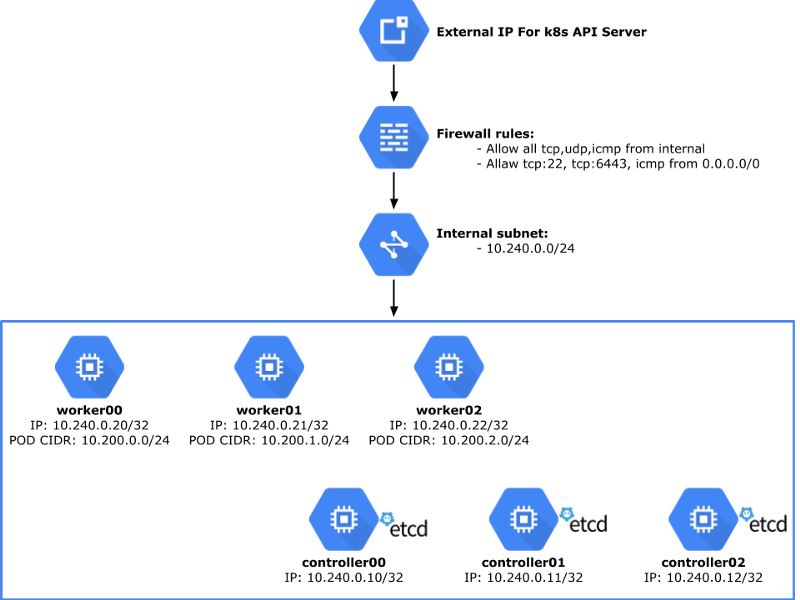 External IP For k8s API Server
Firewall rules:
- Allow all tcp,udp,icmp from internal
- Allaw tcp:22, tcp:6443, icmp from 0.0.0.0/0
Internal subnet:
- 10.240.0.0/24
worker00
IP: 10.240.0.20/32
POD CIDR: 10.200.0.0/24
worker01
IP: 10.240.0.21/32
POD CIDR: 10.200.1.0/24
worker02
IP: 10.240.0.22/32
POD CIDR: 10.200.2.0/24
etcd
controller00
IP: 10.240.0.10/32
etcd
controller01
IP: 10.240.0.11/32
etcd
controller02
IP: 10.240.0.12/32